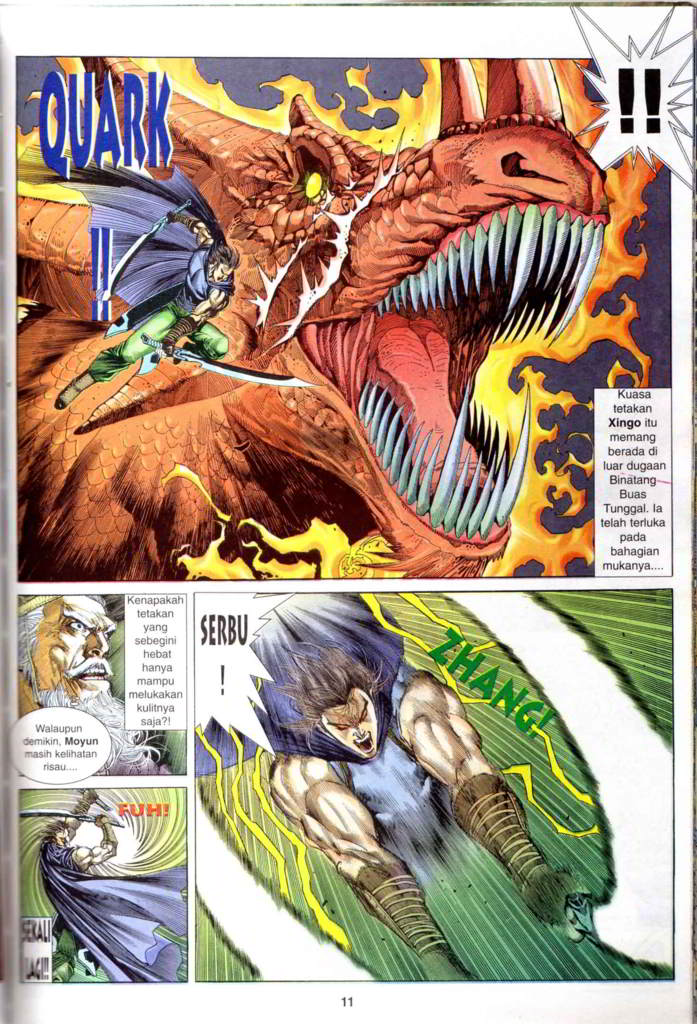 !!
QUARK
!!
Kuasa
tetakan
Xingo itu
memang
berada di
luar dugaan
Binatang
Buas
Tunggal. Ia
telah terluka
pada
bahagian
mukanya....
Kenapakah
tetakan
yang
sebegini
hebat
hanya
mampu
melukakan
kulitnya
saja?!
Walaupun
demikin, Moyun
masih kelihatan
risau....
SERBU
!
ZHANG!
FUH!
SEKALI
LAGI!!
11